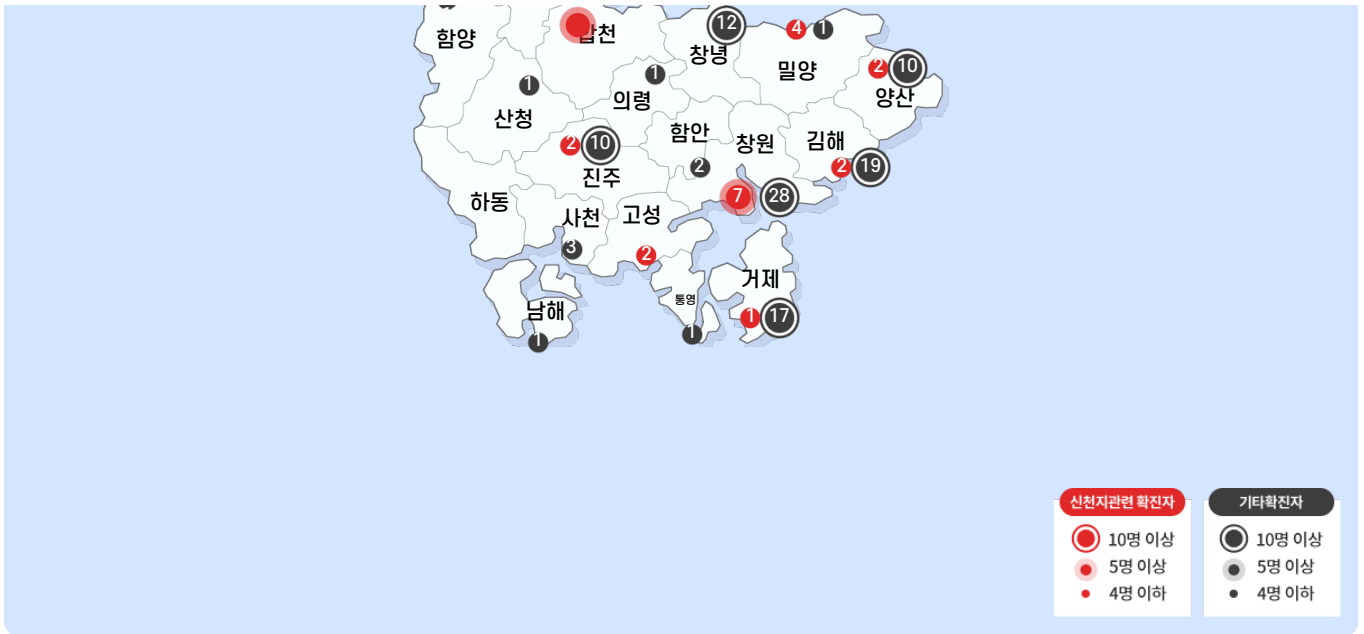 12
4
1
함양
합천
창녕
밀양
2
10
양산
1
1
의령
산청
함안
창원
김해
2
10
진주
2
2
19
7
28
하동
사천
고성
3
2
거제
남해
통영
1
17
1
1
신천지관련 확진자
10명 이상
5명 이상
4명 이하
기타확진자
10명 이상
5명 이상
4명 이하